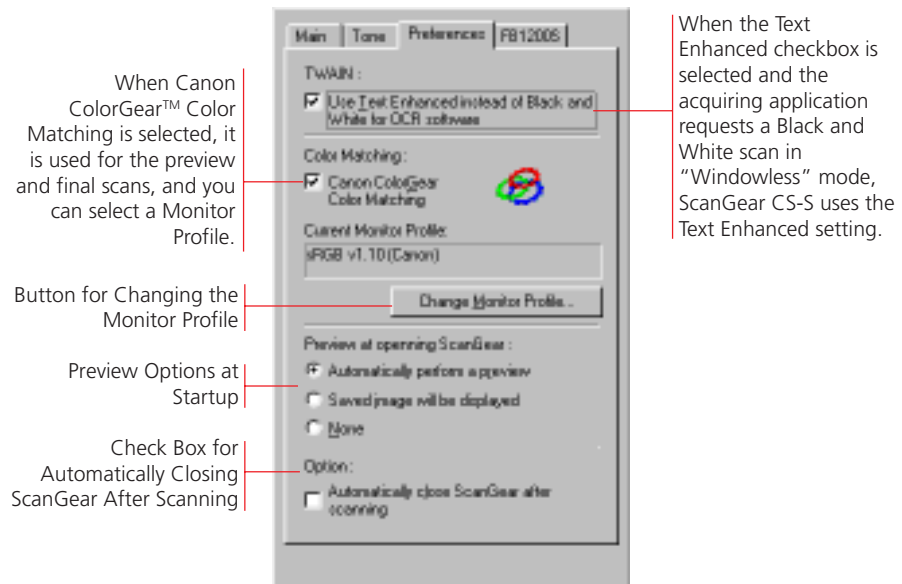 Main
Tone
Preferences
FB1200S
TWAIN :
Use Text Enhanced instead of Black and
White for OCR software
Color Matching:
Canon ColorGear
Color Matching
Current Monitor Profile:
sRGB v1.10 (Canon)
Change Monitor Profile...
Preview at openning ScanGear :
Automatically perform a preview
Saved image will be displayed
None
Option:
Automatically close ScanGear after
scanning
When Canon
ColorGear™ Color
Matching is selected, it
is used for the preview
and final scans, and you
can select a Monitor
Profile.
Button for Changing the
Monitor Profile
Preview Options at
Startup
Check Box for
Automatically Closing
ScanGear After Scanning
When the Text
Enhanced checkbox is
selected and the
acquiring application
requests a Black and
White scan in
“Windowless” mode,
ScanGear CS-S uses the
Text Enhanced setting.